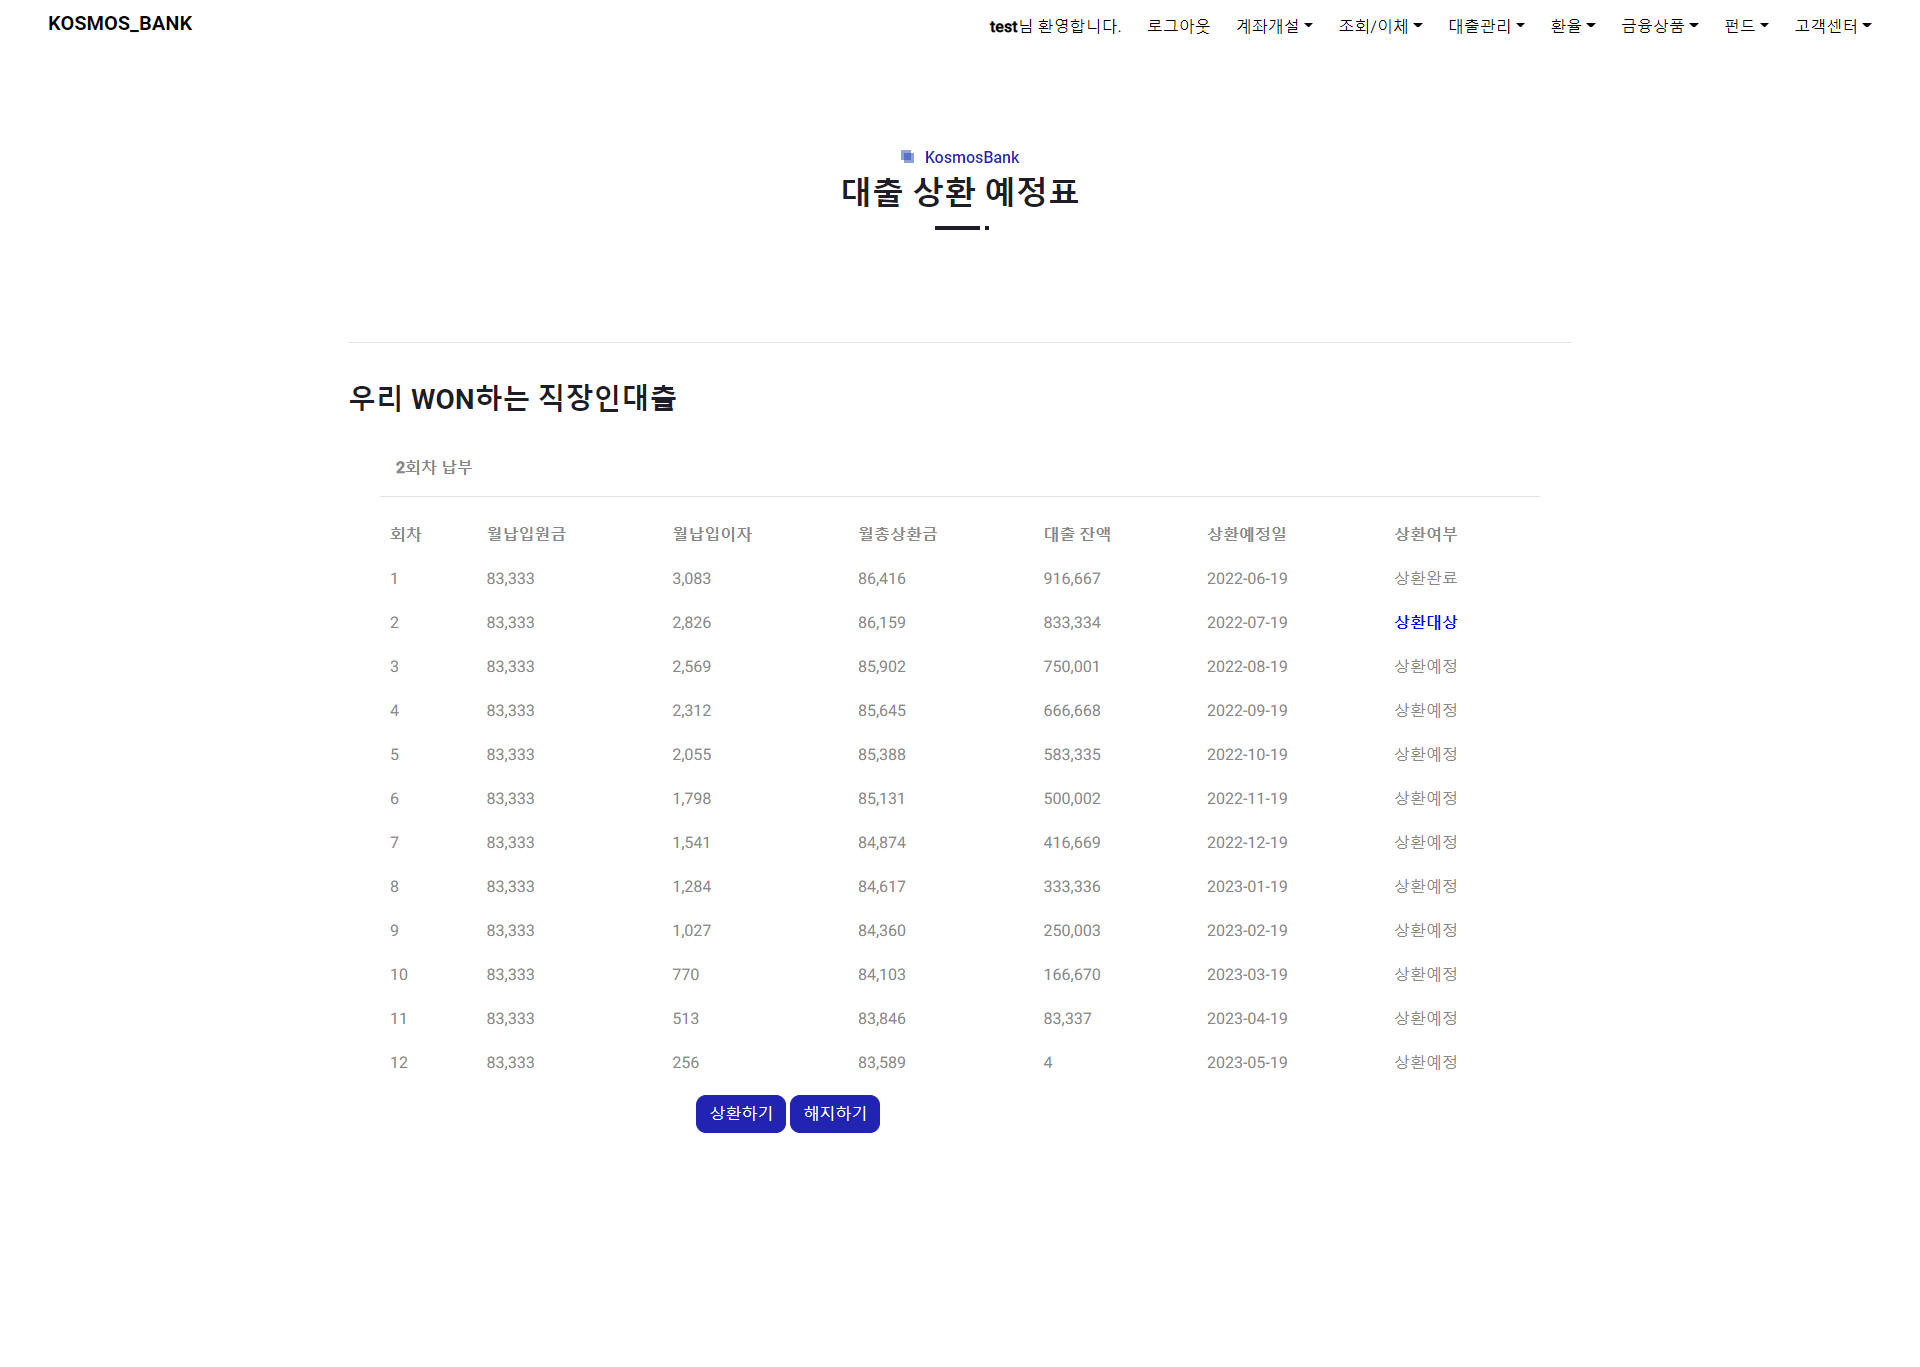 KOSMOS_BANK
test님 환영합니다. 로그아웃 계좌개설 조회/이체 대출관리 환율 금융상품 펀드 고객센터
KosmosBank
대출 상환 예정표
우리 WON하는 직장인대출
2회차 납부
회차 월납입원금 월납입이자 월총상환금 대출 잔액 상환예정일 상환여부
1 83,333 3,083 86,416 916,667 2022-06-19 상환완료
2 83,333 2,826 86,159 833,334 2022-07-19 상환대상
3 83,333 2,569 85,902 750,001 2022-08-19 상환예정
4 83,333 2,312 85,645 666,668 2022-09-19 상환예정
5 83,333 2,055 85,388 583,335 2022-10-19 상환예정
6 83,333 1,798 85,131 500,002 2022-11-19 상환예정
7 83,333 1,541 84,874 416,669 2022-12-19 상환예정
8 83,333 1,284 84,617 333,336 2023-01-19 상환예정
9 83,333 1,027 84,360 250,003 2023-02-19 상환예정
10 83,333 770 84,103 166,670 2023-03-19 상환예정
11 83,333 513 83,846 83,337 2023-04-19 상환예정
12 83,333 256 83,589 4 2023-05-19 상환예정
상환하기 해지하기